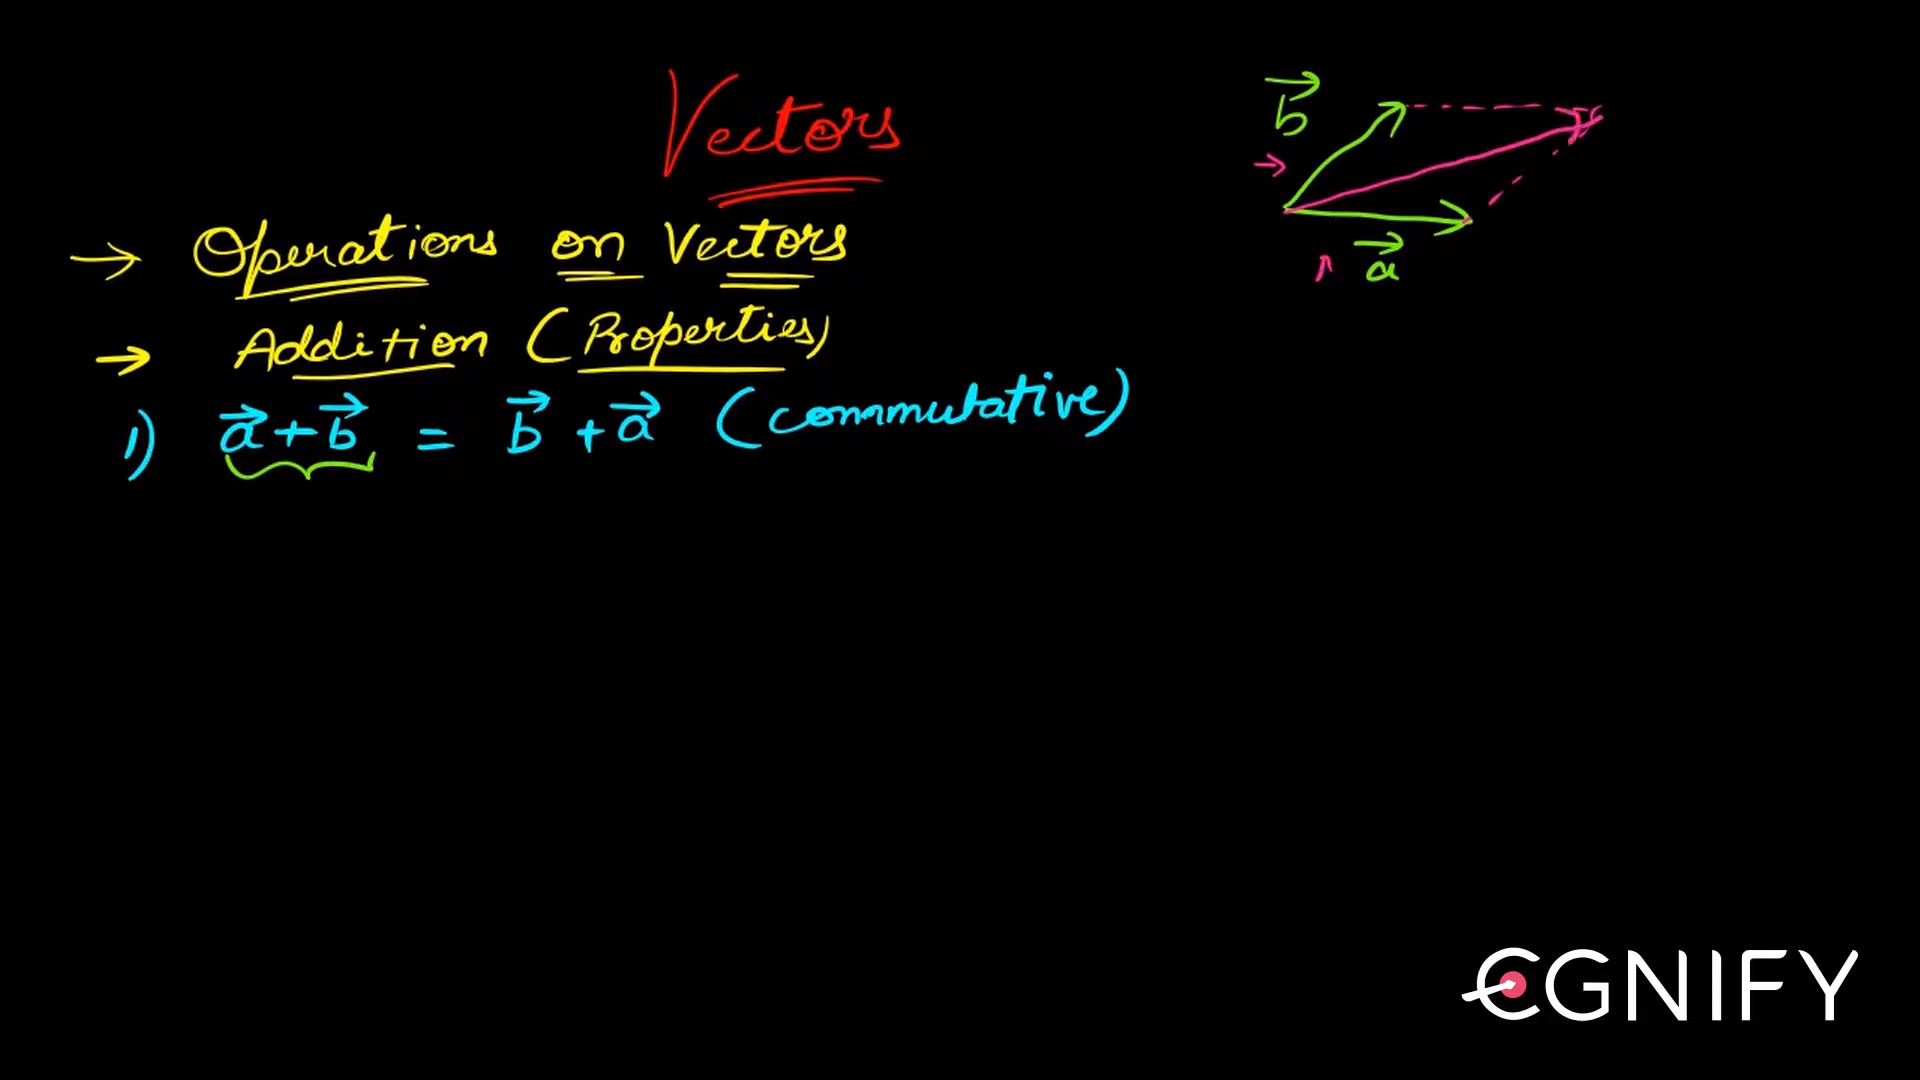 Vectors
→ Operations on Vectors
→ Addition (Properties)
1) a⃗ + b⃗ = b⃗ + a⃗ (commutative)
b⃗
a⃗
EGNIFY